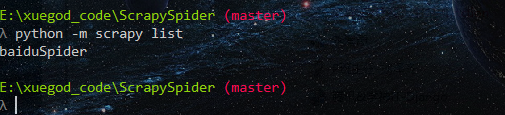 E:\xuegod_code\ScrapySpider (master)
λ python -m scrapy list
baiduSpider
E:\xuegod_code\ScrapySpider (master)
λ